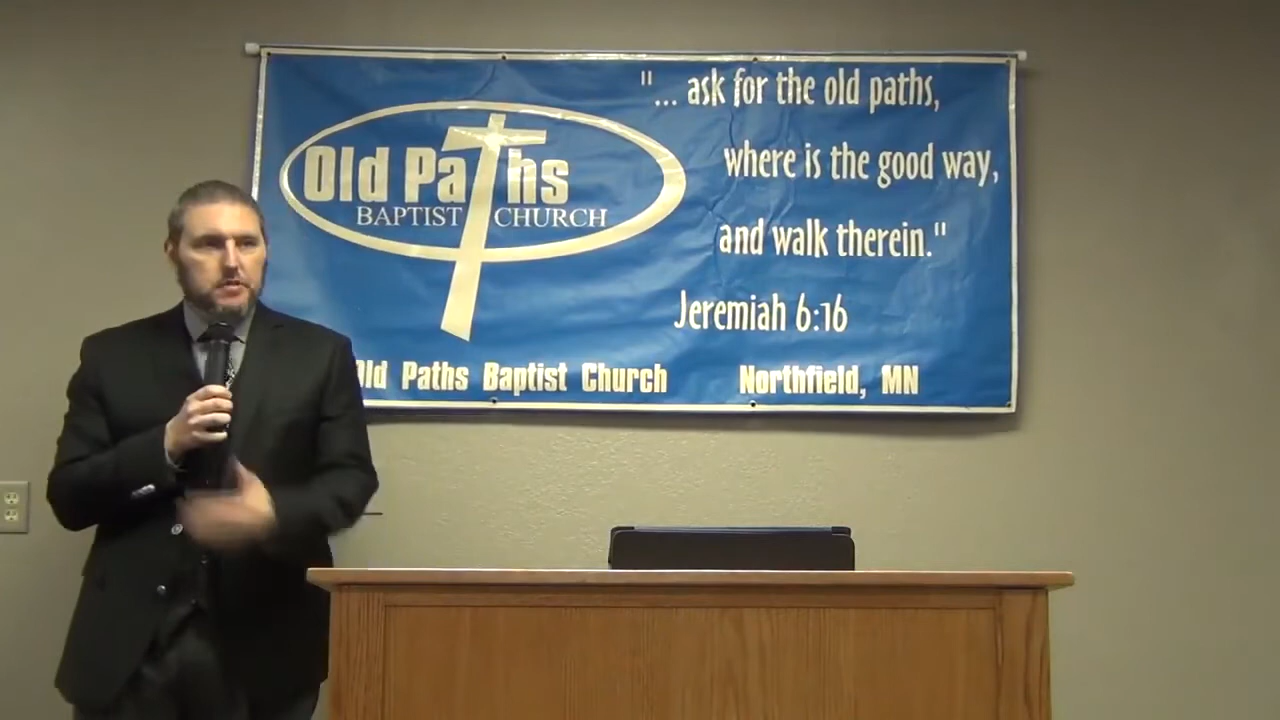 Old Paths
BAPTIST CHURCH
"... ask for the old paths,
where is the good way,
and walk therein."
Jeremiah 6:16
Old Paths Baptist Church Northfield, MN